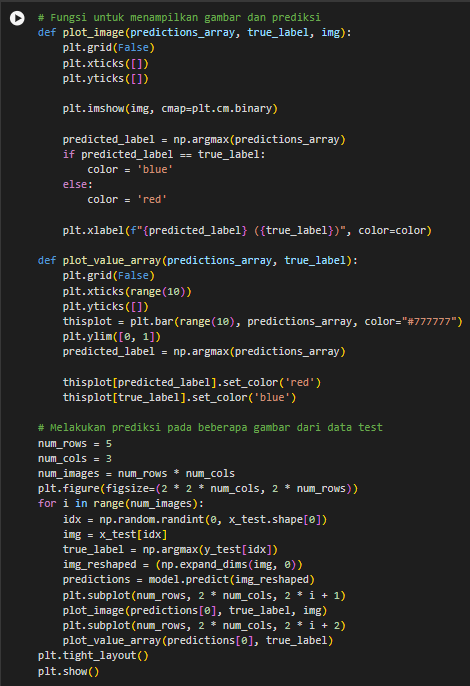 # Fungsi untuk menampilkan gambar dan prediksi
def plot_image(predictions_array, true_label, img):
    plt.grid(False)
    plt.xticks([])
    plt.yticks([])

    plt.imshow(img, cmap=plt.cm.binary)

    predicted_label = np.argmax(predictions_array)
    if predicted_label == true_label:
        color = 'blue'
    else:
        color = 'red'

    plt.xlabel(f"{predicted_label} ({true_label})", color=color)

def plot_value_array(predictions_array, true_label):
    plt.grid(False)
    plt.xticks(range(10))
    plt.yticks([])
    thisplot = plt.bar(range(10), predictions_array, color="#777777")
    plt.ylim([0, 1])
    predicted_label = np.argmax(predictions_array)

    thisplot[predicted_label].set_color('red')
    thisplot[true_label].set_color('blue')

# Melakukan prediksi pada beberapa gambar dari data test
num_rows = 5
num_cols = 3
num_images = num_rows * num_cols
plt.figure(figsize=(2 * 2 * num_cols, 2 * num_rows))
for i in range(num_images):
    idx = np.random.randint(0, x_test.shape[0])
    img = x_test[idx]
    true_label = np.argmax(y_test[idx])
    img_reshaped = (np.expand_dims(img, 0))
    predictions = model.predict(img_reshaped)
    plt.subplot(num_rows, 2 * num_cols, 2 * i + 1)
    plot_image(predictions[0], true_label, img)
    plt.subplot(num_rows, 2 * num_cols, 2 * i + 2)
    plot_value_array(predictions[0], true_label)
plt.tight_layout()
plt.show()